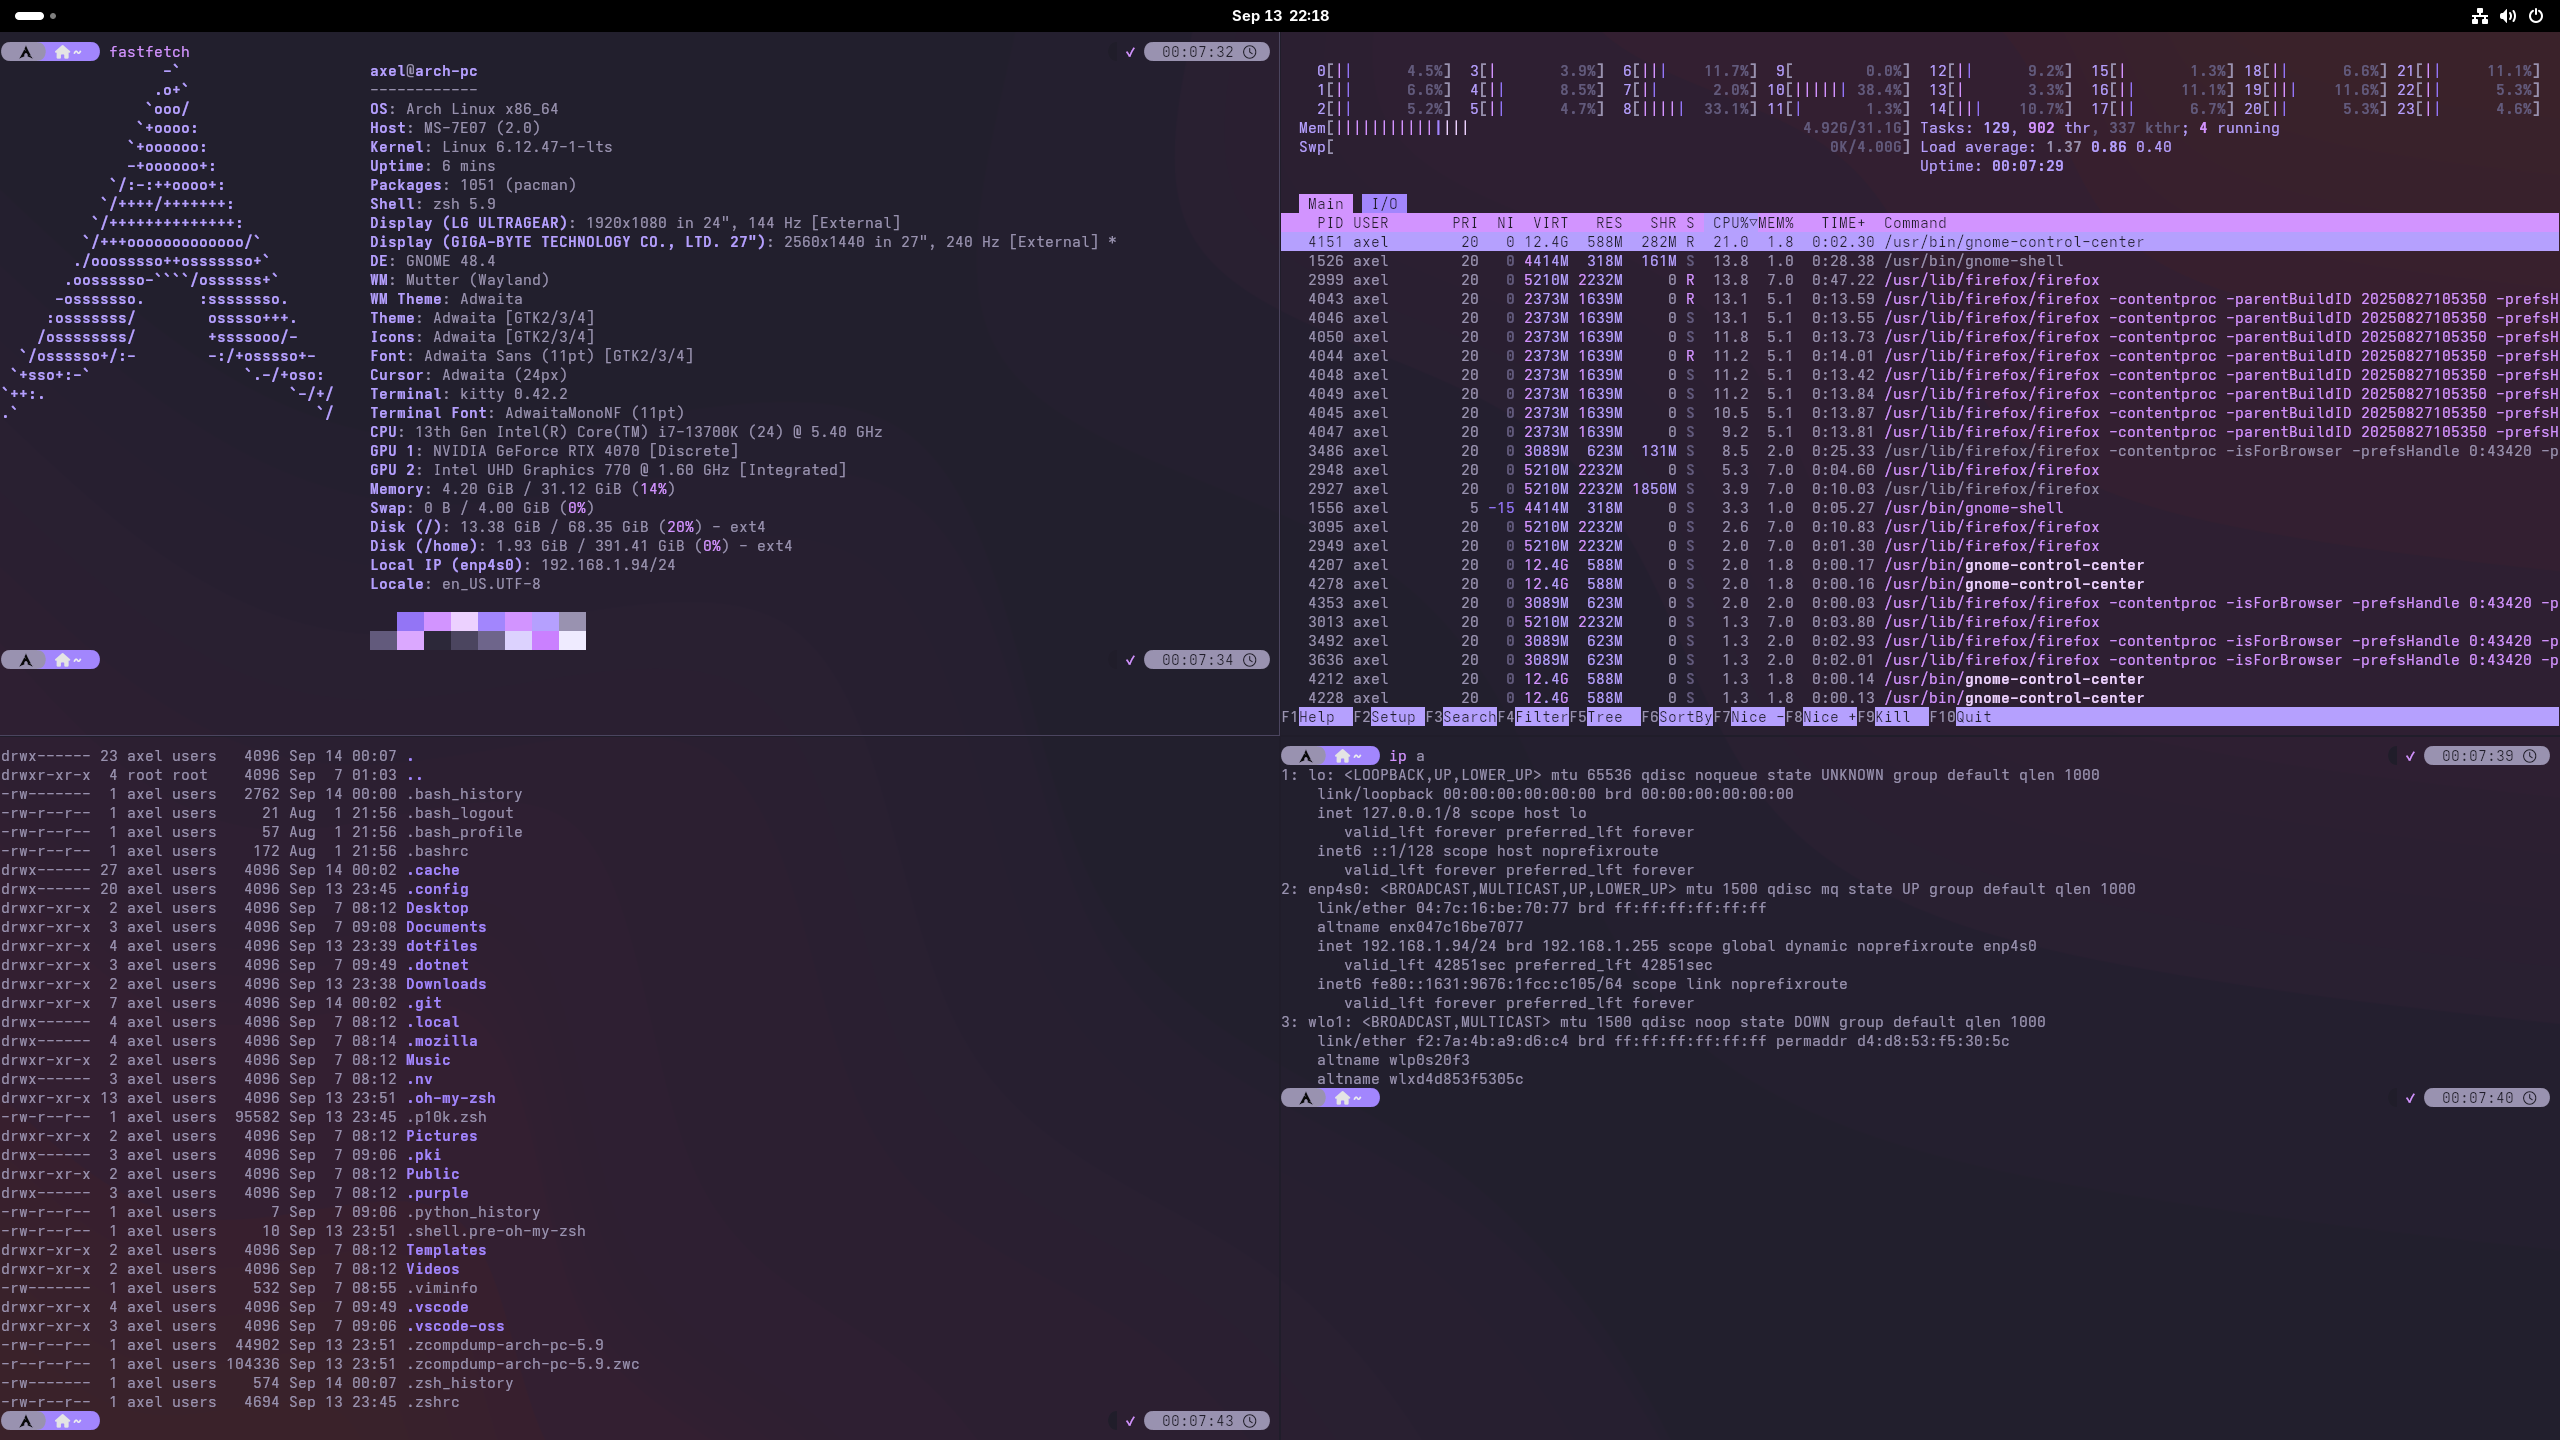 Sep 13 22:18
~ fastfetch ✓ 00:07:32
axel@arch-pc
------------
OS: Arch Linux x86_64
Host: MS-7E07 (2.0)
Kernel: Linux 6.12.47-1-lts
Uptime: 6 mins
Packages: 1051 (pacman)
Shell: zsh 5.9
Display (LG ULTRAGEAR): 1920x1080 in 24", 144 Hz [External]
Display (GIGA-BYTE TECHNOLOGY CO., LTD. 27"): 2560x1440 in 27", 240 Hz [External] *
DE: GNOME 48.4
WM: Mutter (Wayland)
WM Theme: Adwaita
Theme: Adwaita [GTK2/3/4]
Icons: Adwaita [GTK2/3/4]
Font: Adwaita Sans (11pt) [GTK2/3/4]
Cursor: Adwaita (24px)
Terminal: kitty 0.42.2
Terminal Font: AdwaitaMonoNF (11pt)
CPU: 13th Gen Intel(R) Core(TM) i7-13700K (24) @ 5.40 GHz
GPU 1: NVIDIA GeForce RTX 4070 [Discrete]
GPU 2: Intel UHD Graphics 770 @ 1.60 GHz [Integrated]
Memory: 4.20 GiB / 31.12 GiB (14%)
Swap: 0 B / 4.00 GiB (0%)
Disk (/): 13.38 GiB / 68.35 GiB (20%) - ext4
Disk (/home): 1.93 GiB / 391.41 GiB (0%) - ext4
Local IP (enp4s0): 192.168.1.94/24
Locale: en_US.UTF-8
~ ✓ 00:07:34
0[|| 4.5%] 3[| 3.9%] 6[||| 11.7%] 9[ 0.0%] 12[|| 9.2%] 15[| 1.3%] 18[|| 6.6%] 21[|| 11.1%]
1[|| 6.6%] 4[|| 8.5%] 7[|| 2.0%] 10[|||||| 38.4%] 13[| 3.3%] 16[|| 11.1%] 19[||| 11.6%] 22[|| 5.3%]
2[|| 5.2%] 5[|| 4.7%] 8[||||| 33.1%] 11[| 1.3%] 14[||| 10.7%] 17[|| 6.7%] 20[|| 5.3%] 23[|| 4.6%]
Mem[||||||||||||||| 4.92G/31.1G] Tasks: 129, 902 thr, 337 kthr; 4 running
Swp[ 0K/4.00G] Load average: 1.37 0.86 0.40
Uptime: 00:07:29
Main I/O
PID USER PRI NI VIRT RES SHR S CPU%▽MEM% TIME+ Command
4151 axel 20 0 12.4G 588M 282M R 21.0 1.8 0:02.30 /usr/bin/gnome-control-center
1526 axel 20 0 4414M 318M 161M S 13.8 1.0 0:28.38 /usr/bin/gnome-shell
2999 axel 20 0 5210M 2232M 0 R 13.8 7.0 0:47.22 /usr/lib/firefox/firefox
4043 axel 20 0 2373M 1639M 0 R 13.1 5.1 0:13.59 /usr/lib/firefox/firefox -contentproc -parentBuildID 20250827105350 -prefsH
4046 axel 20 0 2373M 1639M 0 S 13.1 5.1 0:13.55 /usr/lib/firefox/firefox -contentproc -parentBuildID 20250827105350 -prefsH
4050 axel 20 0 2373M 1639M 0 S 11.8 5.1 0:13.73 /usr/lib/firefox/firefox -contentproc -parentBuildID 20250827105350 -prefsH
4044 axel 20 0 2373M 1639M 0 R 11.2 5.1 0:14.01 /usr/lib/firefox/firefox -contentproc -parentBuildID 20250827105350 -prefsH
4048 axel 20 0 2373M 1639M 0 S 11.2 5.1 0:13.42 /usr/lib/firefox/firefox -contentproc -parentBuildID 20250827105350 -prefsH
4049 axel 20 0 2373M 1639M 0 S 11.2 5.1 0:13.84 /usr/lib/firefox/firefox -contentproc -parentBuildID 20250827105350 -prefsH
4045 axel 20 0 2373M 1639M 0 S 10.5 5.1 0:13.87 /usr/lib/firefox/firefox -contentproc -parentBuildID 20250827105350 -prefsH
4047 axel 20 0 2373M 1639M 0 S 9.2 5.1 0:13.81 /usr/lib/firefox/firefox -contentproc -parentBuildID 20250827105350 -prefsH
3486 axel 20 0 3089M 623M 131M S 8.5 2.0 0:25.33 /usr/lib/firefox/firefox -contentproc -isForBrowser -prefsHandle 0:43420 -p
2948 axel 20 0 5210M 2232M 0 S 5.3 7.0 0:04.60 /usr/lib/firefox/firefox
2927 axel 20 0 5210M 2232M 1850M S 3.9 7.0 0:10.03 /usr/lib/firefox/firefox
1556 axel 5 -15 4414M 318M 0 S 3.3 1.0 0:05.27 /usr/bin/gnome-shell
3095 axel 20 0 5210M 2232M 0 S 2.6 7.0 0:10.83 /usr/lib/firefox/firefox
2949 axel 20 0 5210M 2232M 0 S 2.0 7.0 0:01.30 /usr/lib/firefox/firefox
4207 axel 20 0 12.4G 588M 0 S 2.0 1.8 0:00.17 /usr/bin/gnome-control-center
4278 axel 20 0 12.4G 588M 0 S 2.0 1.8 0:00.16 /usr/bin/gnome-control-center
4353 axel 20 0 3089M 623M 0 S 2.0 2.0 0:00.03 /usr/lib/firefox/firefox -contentproc -isForBrowser -prefsHandle 0:43420 -p
3013 axel 20 0 5210M 2232M 0 S 1.3 7.0 0:03.80 /usr/lib/firefox/firefox
3492 axel 20 0 3089M 623M 0 S 1.3 2.0 0:02.93 /usr/lib/firefox/firefox -contentproc -isForBrowser -prefsHandle 0:43420 -p
3636 axel 20 0 3089M 623M 0 S 1.3 2.0 0:02.01 /usr/lib/firefox/firefox -contentproc -isForBrowser -prefsHandle 0:43420 -p
4212 axel 20 0 12.4G 588M 0 S 1.3 1.8 0:00.14 /usr/bin/gnome-control-center
4228 axel 20 0 12.4G 588M 0 S 1.3 1.8 0:00.13 /usr/bin/gnome-control-center
F1Help F2Setup F3SearchF4FilterF5Tree F6SortByF7Nice -F8Nice +F9Kill F10Quit
drwx------ 23 axel users 4096 Sep 14 00:07 .
drwxr-xr-x 4 root root 4096 Sep 7 01:03 ..
-rw------- 1 axel users 2762 Sep 14 00:00 .bash_history
-rw-r--r-- 1 axel users 21 Aug 1 21:56 .bash_logout
-rw-r--r-- 1 axel users 57 Aug 1 21:56 .bash_profile
-rw-r--r-- 1 axel users 172 Aug 1 21:56 .bashrc
drwx------ 27 axel users 4096 Sep 14 00:02 .cache
drwx------ 20 axel users 4096 Sep 13 23:45 .config
drwxr-xr-x 2 axel users 4096 Sep 7 08:12 Desktop
drwxr-xr-x 3 axel users 4096 Sep 7 09:08 Documents
drwxr-xr-x 4 axel users 4096 Sep 13 23:39 dotfiles
drwxr-xr-x 3 axel users 4096 Sep 7 09:49 .dotnet
drwxr-xr-x 2 axel users 4096 Sep 13 23:38 Downloads
drwxr-xr-x 7 axel users 4096 Sep 14 00:02 .git
drwx------ 4 axel users 4096 Sep 7 08:12 .local
drwx------ 4 axel users 4096 Sep 7 08:14 .mozilla
drwxr-xr-x 2 axel users 4096 Sep 7 08:12 Music
drwx------ 3 axel users 4096 Sep 7 08:12 .nv
drwxr-xr-x 13 axel users 4096 Sep 13 23:51 .oh-my-zsh
-rw-r--r-- 1 axel users 95582 Sep 13 23:45 .p10k.zsh
drwxr-xr-x 2 axel users 4096 Sep 7 08:12 Pictures
drwx------ 3 axel users 4096 Sep 7 09:06 .pki
drwxr-xr-x 2 axel users 4096 Sep 7 08:12 Public
drwx------ 3 axel users 4096 Sep 7 08:12 .purple
-rw-r--r-- 1 axel users 7 Sep 7 09:06 .python_history
-rw-r--r-- 1 axel users 10 Sep 13 23:51 .shell.pre-oh-my-zsh
drwxr-xr-x 2 axel users 4096 Sep 7 08:12 Templates
drwxr-xr-x 2 axel users 4096 Sep 7 08:12 Videos
-rw------- 1 axel users 532 Sep 7 08:55 .viminfo
drwxr-xr-x 4 axel users 4096 Sep 7 09:49 .vscode
drwxr-xr-x 3 axel users 4096 Sep 7 09:06 .vscode-oss
-rw-r--r-- 1 axel users 44902 Sep 13 23:51 .zcompdump-arch-pc-5.9
-r--r--r-- 1 axel users 104336 Sep 13 23:51 .zcompdump-arch-pc-5.9.zwc
-rw------- 1 axel users 574 Sep 14 00:07 .zsh_history
-rw-r--r-- 1 axel users 4694 Sep 13 23:45 .zshrc
~ ✓ 00:07:43
~ ip a ✓ 00:07:39
1: lo: <LOOPBACK,UP,LOWER_UP> mtu 65536 qdisc noqueue state UNKNOWN group default qlen 1000
link/loopback 00:00:00:00:00:00 brd 00:00:00:00:00:00
inet 127.0.0.1/8 scope host lo
valid_lft forever preferred_lft forever
inet6 ::1/128 scope host noprefixroute
valid_lft forever preferred_lft forever
2: enp4s0: <BROADCAST,MULTICAST,UP,LOWER_UP> mtu 1500 qdisc mq state UP group default qlen 1000
link/ether 04:7c:16:be:70:77 brd ff:ff:ff:ff:ff:ff
altname enx047c16be7077
inet 192.168.1.94/24 brd 192.168.1.255 scope global dynamic noprefixroute enp4s0
valid_lft 42851sec preferred_lft 42851sec
inet6 fe80::1631:9676:1fcc:c105/64 scope link noprefixroute
valid_lft forever preferred_lft forever
3: wlo1: <BROADCAST,MULTICAST> mtu 1500 qdisc noop state DOWN group default qlen 1000
link/ether f2:7a:4b:a9:d6:c4 brd ff:ff:ff:ff:ff:ff permaddr d4:d8:53:f5:30:5c
altname wlp0s20f3
altname wlxd4d853f5305c
~ ✓ 00:07:40